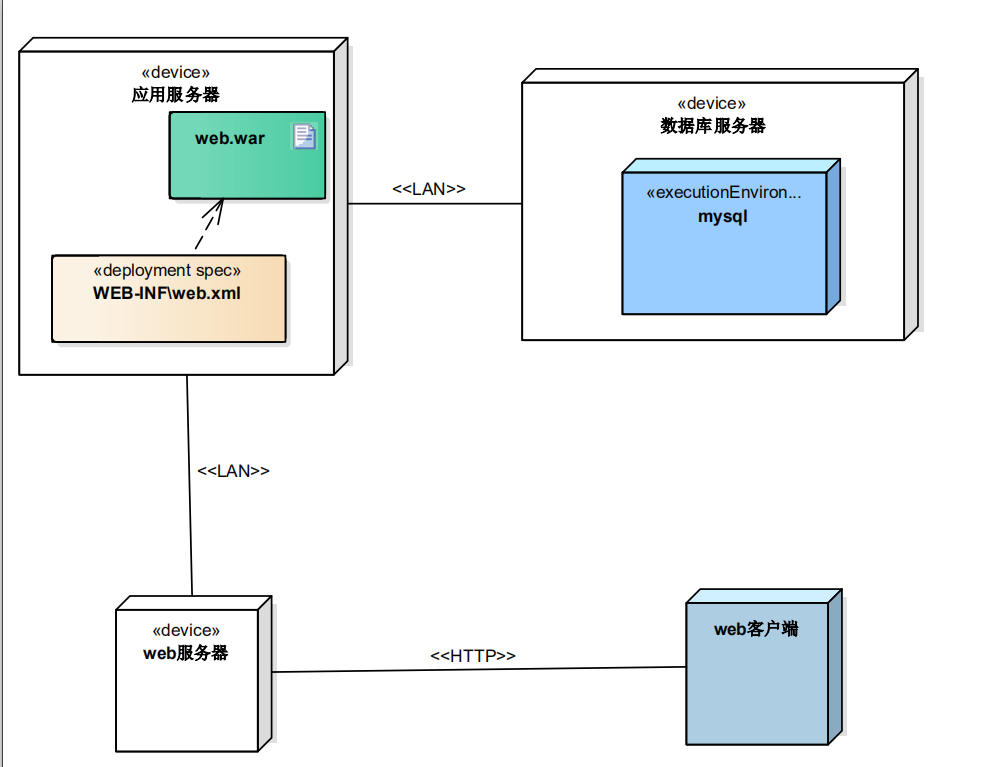 «device»
应用服务器
web.war
«deployment spec»
WEB-INF\web.xml
<<LAN>>
«device»
数据库服务器
«executionEnviron...
mysql
<<LAN>>
«device»
web服务器
<<HTTP>>
web客户端